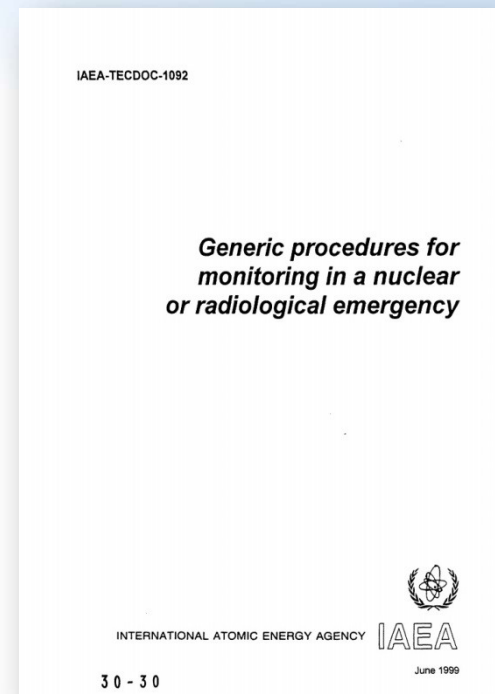 IAEA-TECDOC-1092
Generic procedures for
monitoring in a nuclear
or radiological emergency
INTERNATIONAL ATOMIC ENERGY AGENCY IAEA
June 1999
30-30